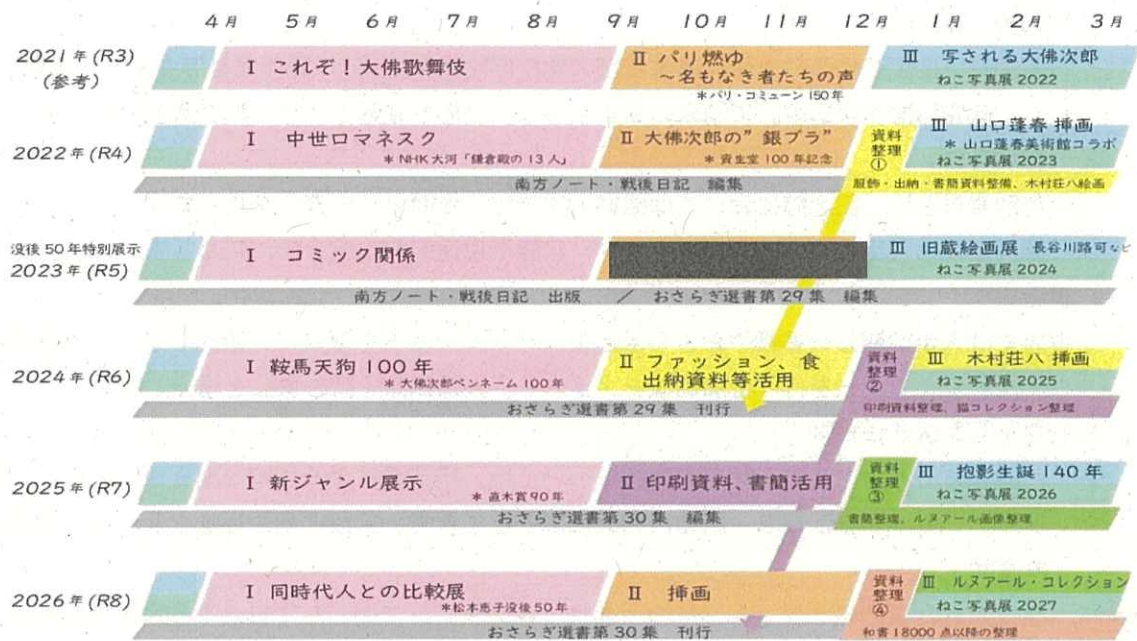 4月 5月 6月 7月 8月 9月 10月 11月 12月 1月 2月 3月
2021年(R3)
(参考)
I これぞ!大佛歌舞伎
II パリ燃ゆ
～名もなき者たちの声
*パリ・コミューン150年
III 写される大佛次郎
ねこ写真展2022
2022年(R4)
I 中世ロマネスク
*NHK大河「鎌倉殿の13人」
II 大佛次郎の"銀ブラ"
*資生堂100年記念
資料
整理
①
III 山口蓬春 挿画
*山口蓬春美術館コラボ
ねこ写真展2023
南方ノート・戦後日記 編集
服飾・出納・書簡資料整備、木村荘八絵画
没後50年特別展示
2023年(R5)
I コミック関係
III 旧蔵絵画展 長谷川路可など
ねこ写真展2024
南方ノート・戦後日記 出版 / おさらぎ選書第29集 編集
2024年(R6)
I 鞍馬天狗100年
*大佛次郎ペンネーム100年
II ファッション、食
出納資料等活用
資料
整理
②
III 木村荘八 挿画
ねこ写真展2025
おさらぎ選書第29集 刊行
印刷資料整理、猫コレクション整理
2025年(R7)
I 新ジャンル展示
*直木賞90年
II 印刷資料、書簡活用
資料
整理
③
III 抱影生誕140年
ねこ写真展2026
おさらぎ選書第30集 編集
書簡整理、ルヌアール画像整理
2026年(R8)
I 同時代人との比較展
*松本恵子没後50年
II 挿画
資料
整理
④
III ルヌアール・コレクション
ねこ写真展2027
おさらぎ選書第30集 刊行
和書18000点以降の整理